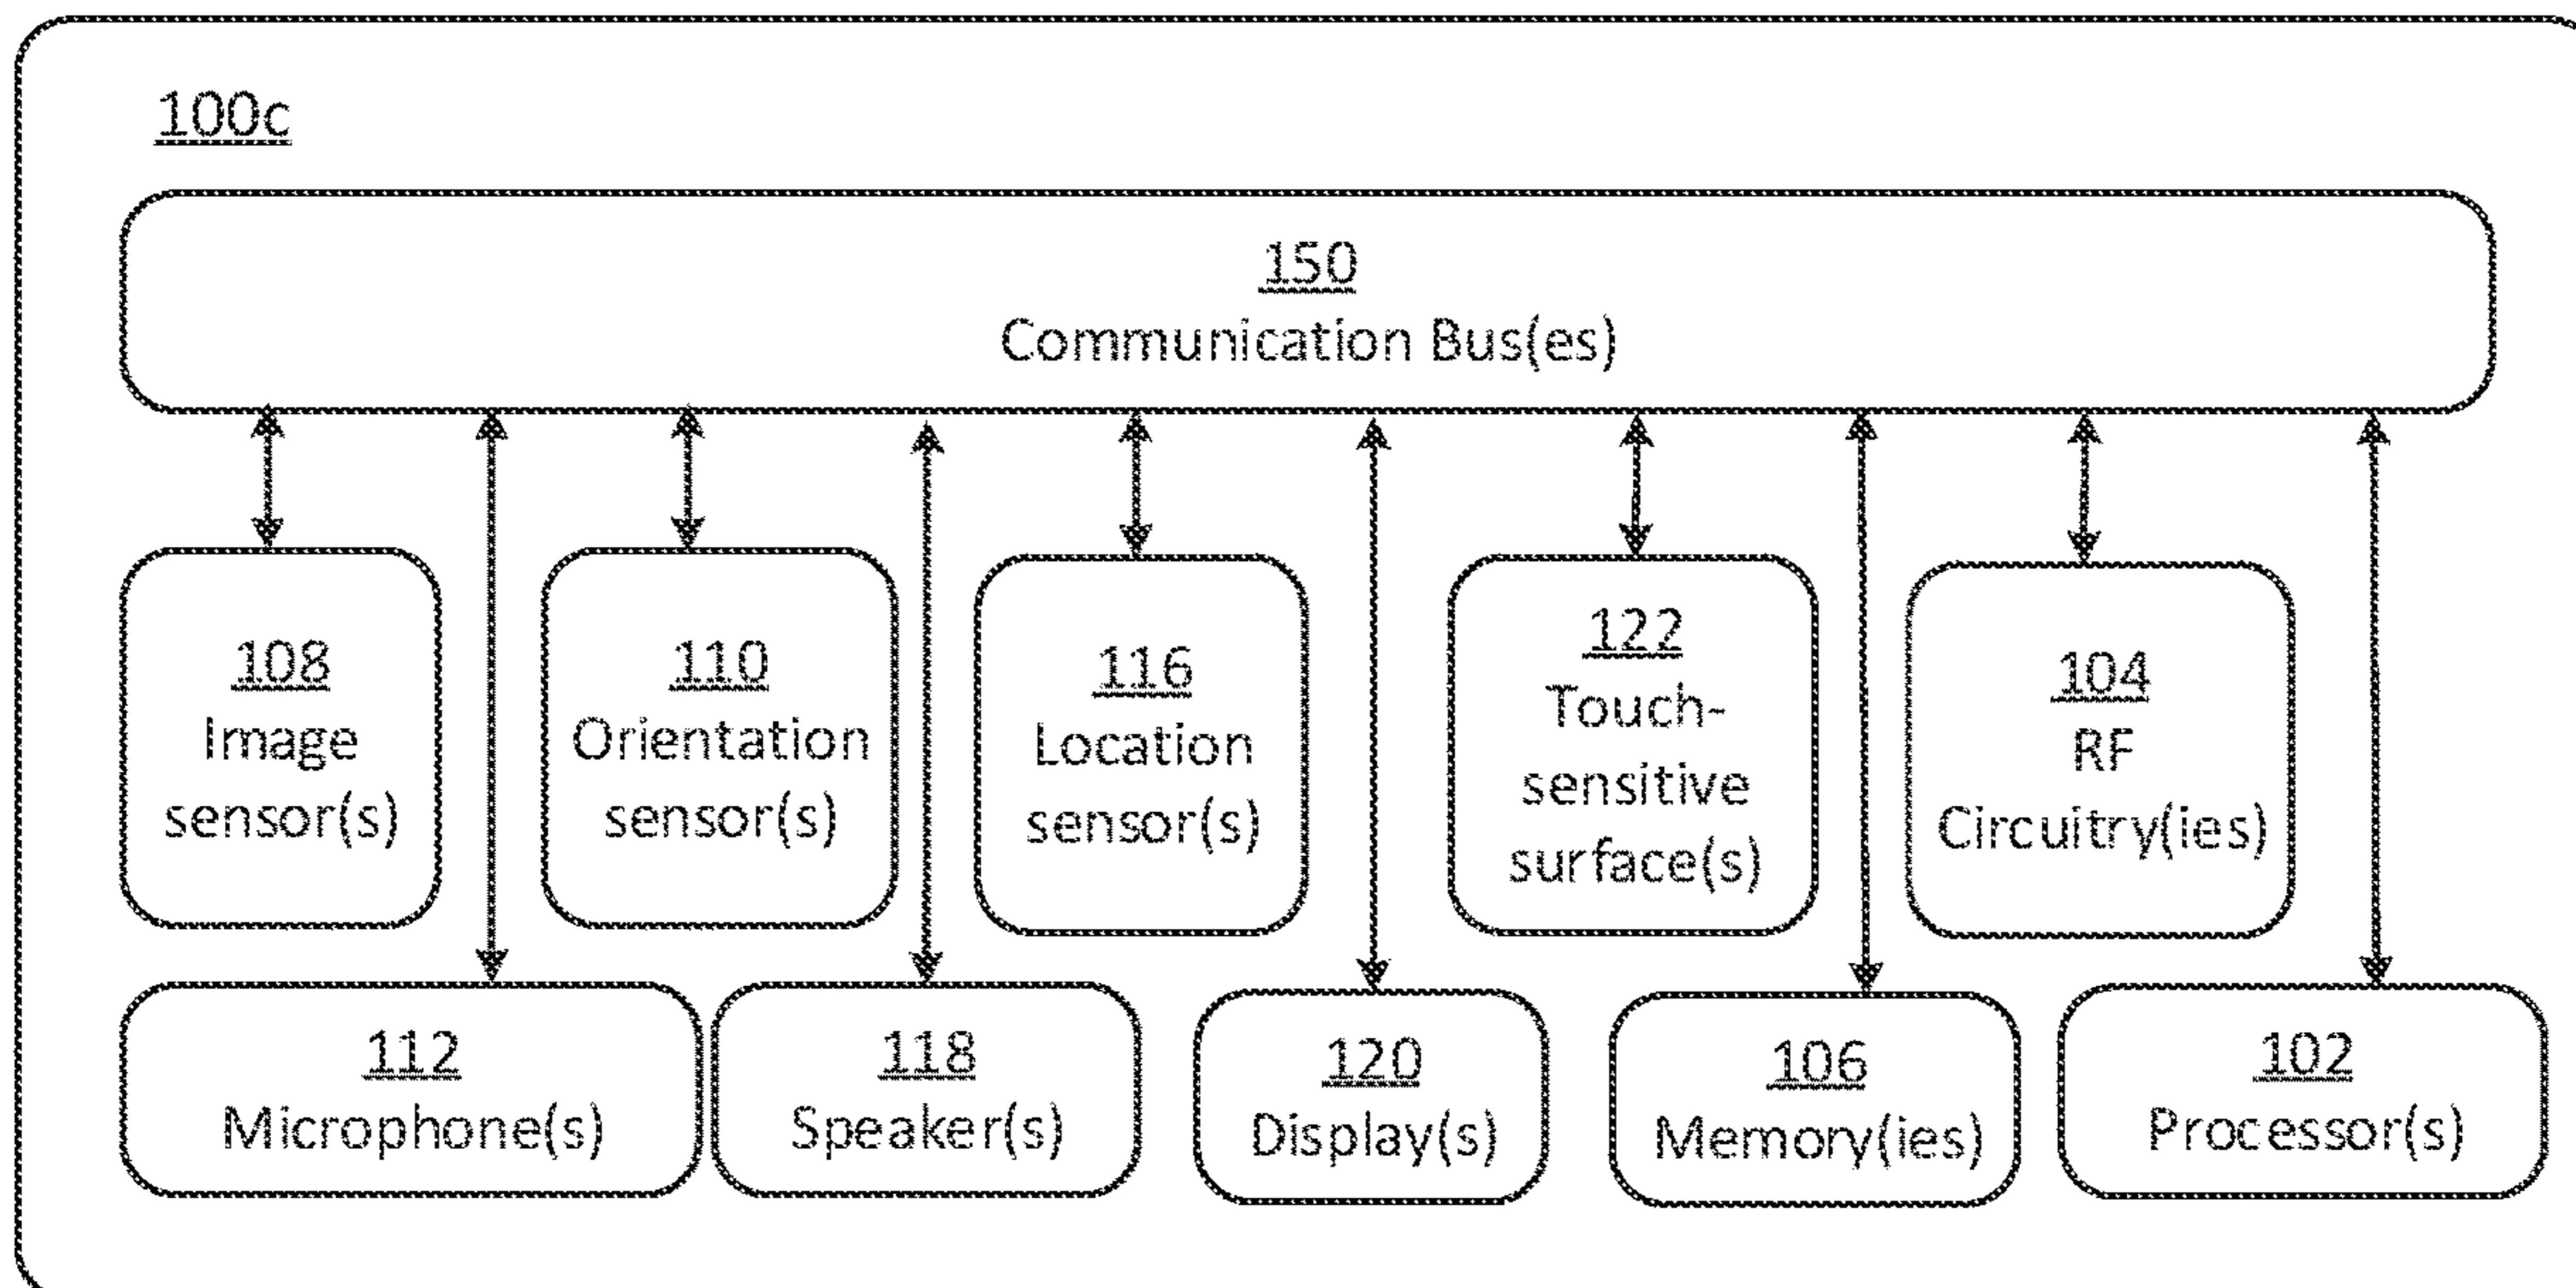 100c
150
Communication Bus(es)
108
Image
sensor(s)
110
Orientation
sensor(s)
116
Location
sensor(s)
122
Touch-
sensitive
surface(s)
104
RF
Circuitry(ies)
112
Microphone(s)
118
Speaker(s)
120
Display(s)
106
Memory(ies)
102
Processor(s)